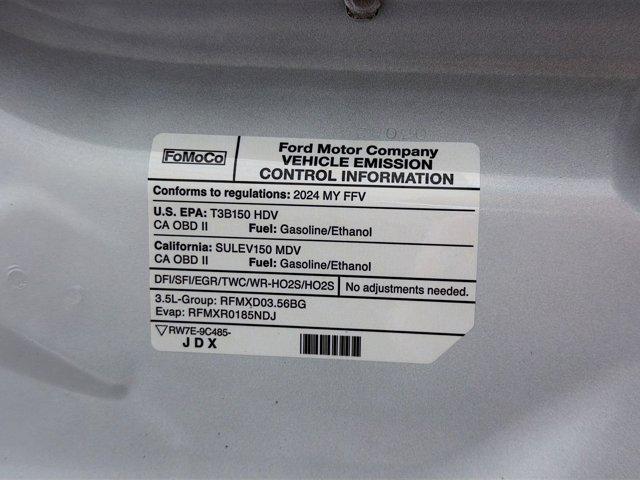 FoMoCo
Ford Motor Company
VEHICLE EMISSION
CONTROL INFORMATION
Conforms to regulations: 2024 MY FFV
U.S. EPA: T3B150 HDV
CA OBD II Fuel: Gasoline/Ethanol
California: SULEV150 MDV
CA OBD II Fuel: Gasoline/Ethanol
DFI/SFI/EGR/TWC/WR-HO2S/HO2S No adjustments needed.
3.5L-Group: RFMXD03.56BG
Evap: RFMXR0185NDJ
RW7E-9C485-
JDX